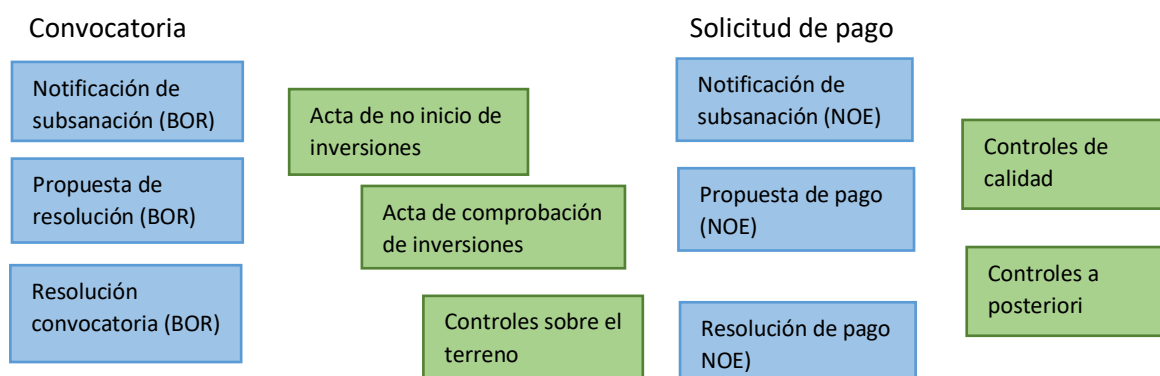 Convocatoria
Notificación de
subsanación (BOR)
Propuesta de
resolución (BOR)
Resolución
convocatoria (BOR)
Acta de no inicio de
inversiones
Acta de comprobación
de inversiones
Controles sobre el
terreno
Solicitud de pago
Notificación de
subsanación (NOE)
Propuesta de pago
(NOE)
Resolución de pago
NOE)
Controles de
calidad
Controles a
posteriori